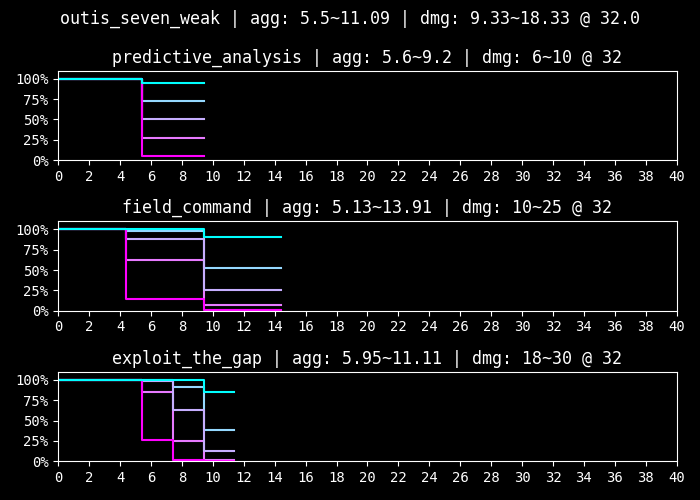 outis_seven_weak | agg: 5.5~11.09 | dmg: 9.33~18.33 @ 32.0
predictive_analysis | agg: 5.6~9.2 | dmg: 6~10 @ 32
100%
75%
50%
25%
0%
0 2 4 6 8 10 12 14 16 18 20 22 24 26 28 30 32 34 36 38 40
field_command | agg: 5.13~13.91 | dmg: 10~25 @ 32
100%
75%
50%
25%
0%
0 2 4 6 8 10 12 14 16 18 20 22 24 26 28 30 32 34 36 38 40
exploit_the_gap | agg: 5.95~11.11 | dmg: 18~30 @ 32
100%
75%
50%
25%
0%
0 2 4 6 8 10 12 14 16 18 20 22 24 26 28 30 32 34 36 38 40